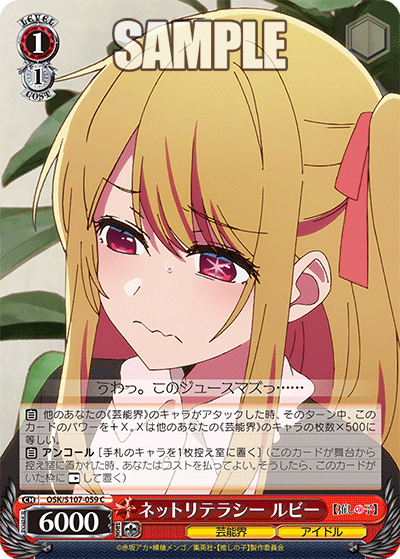 LEVEL
1
1
COST
SAMPLE
うわっ。このジュースマズっ……
自 他のあなたの《芸能界》のキャラがアタックした時、そのターン中、この
カードのパワーを+X。Xは他のあなたの《芸能界》のキャラの枚数×500に
等しい。
自 アンコール [手札のキャラを1枚控え室に置く] (このカードが舞台から
控え室に置かれた時、あなたはコストを払ってよい。そうしたら、このカードがい
た枠に置く)
CH OSK/S107-059 C
6000
ネットリテラシー ルビー
【推しの子】
芸能界 アイドル
©赤坂アカ×横槍メンゴ/集英社・【推しの子】製作委員会